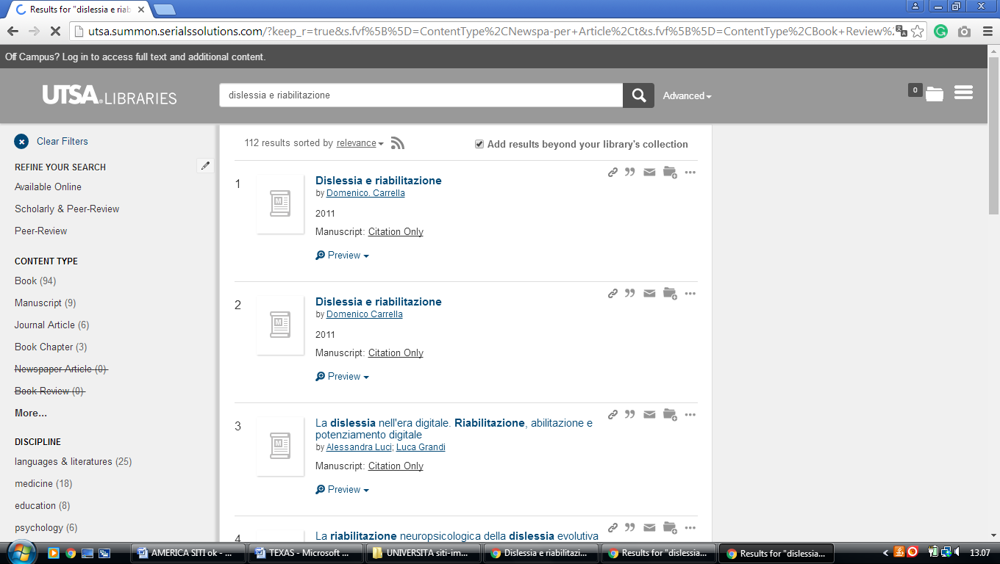 Results for "dislessia e riab
utsa.summon.serialssolutions.com/?keep_r=true&s.fvf%5B%5D=ContentType%2CNewspa-per+Article%2Ct&s.fvf%5B%5D=ContentType%2CBook+Review%
Off Campus? Log in to access full text and additional content.
UTSA LIBRARIES
dislessia e riabilitazione
Advanced
0
Clear Filters
REFINE YOUR SEARCH
Available Online
Scholarly & Peer-Review
Peer-Review
CONTENT TYPE
Book (94)
Manuscript (9)
Journal Article (6)
Book Chapter (3)
Newspaper Article (0)
Book Review (0)
More...
DISCIPLINE
languages & literatures (25)
medicine (18)
education (8)
psychology (6)
112 results sorted by relevance
Add results beyond your library's collection
1
Dislessia e riabilitazione
by Domenico. Carrella
2011
Manuscript: Citation Only
Preview
2
Dislessia e riabilitazione
by Domenico Carrella
2011
Manuscript: Citation Only
Preview
3
La dislessia nell'era digitale. Riabilitazione, abilitazione e
potenziamento digitale
by Alessandra Luci; Luca Grandi
Manuscript: Citation Only
Preview
4
La riabilitazione neuropsicologica della dislessia evolutiva
AMERICA SITI ok - ...
TEXAS - Microsoft ...
UNIVERSITA siti-im...
Dislessia e riabilitazi...
Results for "dislessia...
Results for "dislessia...
13.07